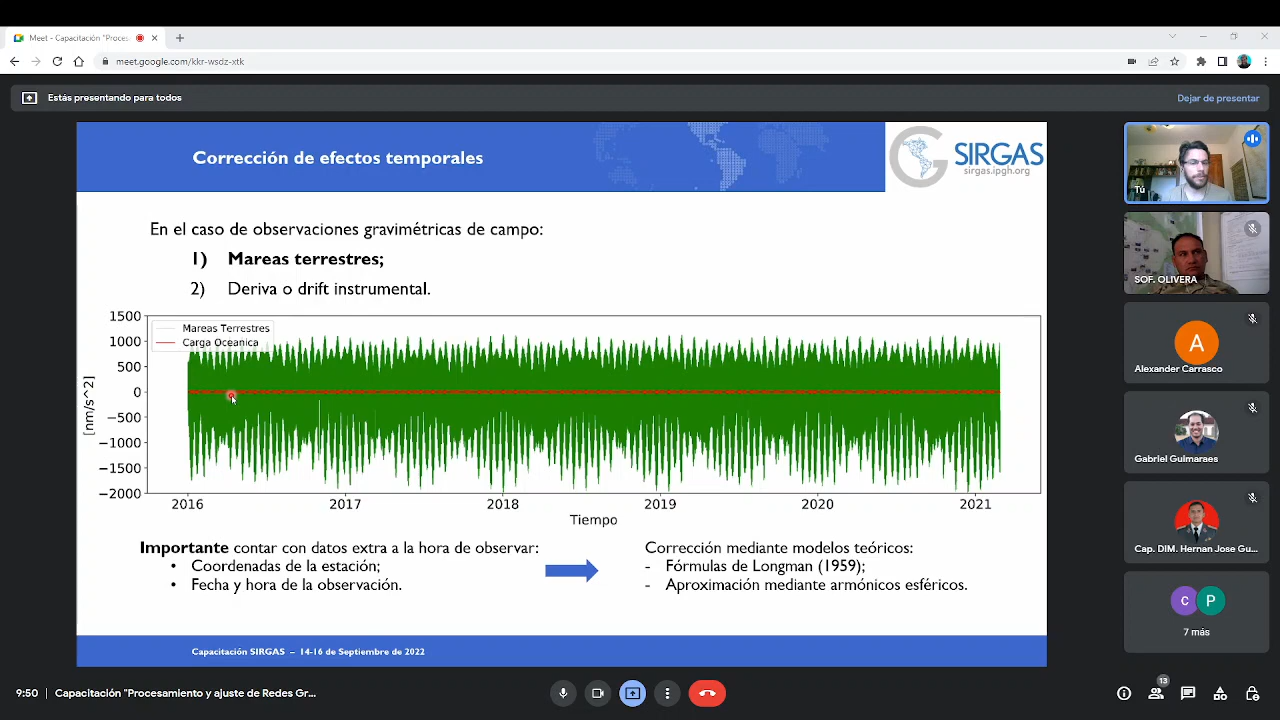 Meet - Capacitación "Proces
meet.google.com/kkr-wsdz-xtk
Estás presentando para todos
Dejar de presentar
Corrección de efectos temporales
SIRGAS
sirgas.ipgh.org
En el caso de observaciones gravimétricas de campo:
1) Mareas terrestres;
2) Deriva o drift instrumental.
Mareas Terrestres
Carga Oceanica
1500
1000
500
0
−500
−1000
−1500
−2000
[nm/s^2]
2016 2017 2018 2019 2020 2021
Tiempo
Importante contar con datos extra a la hora de observar:
• Coordenadas de la estación;
• Fecha y hora de la observación.
Corrección mediante modelos teóricos:
- Fórmulas de Longman (1959);
- Aproximación mediante armónicos esféricos.
Capacitación SIRGAS – 14-16 de Septiembre de 2022
Tú
SOF. OLIVERA
A
Alexander Carrasco
Gabriel Guimaraes
Cap. DIM. Hernan Jose Gu...
c P
7 más
9:50 Capacitación "Procesamiento y ajuste de Redes Gr...
13